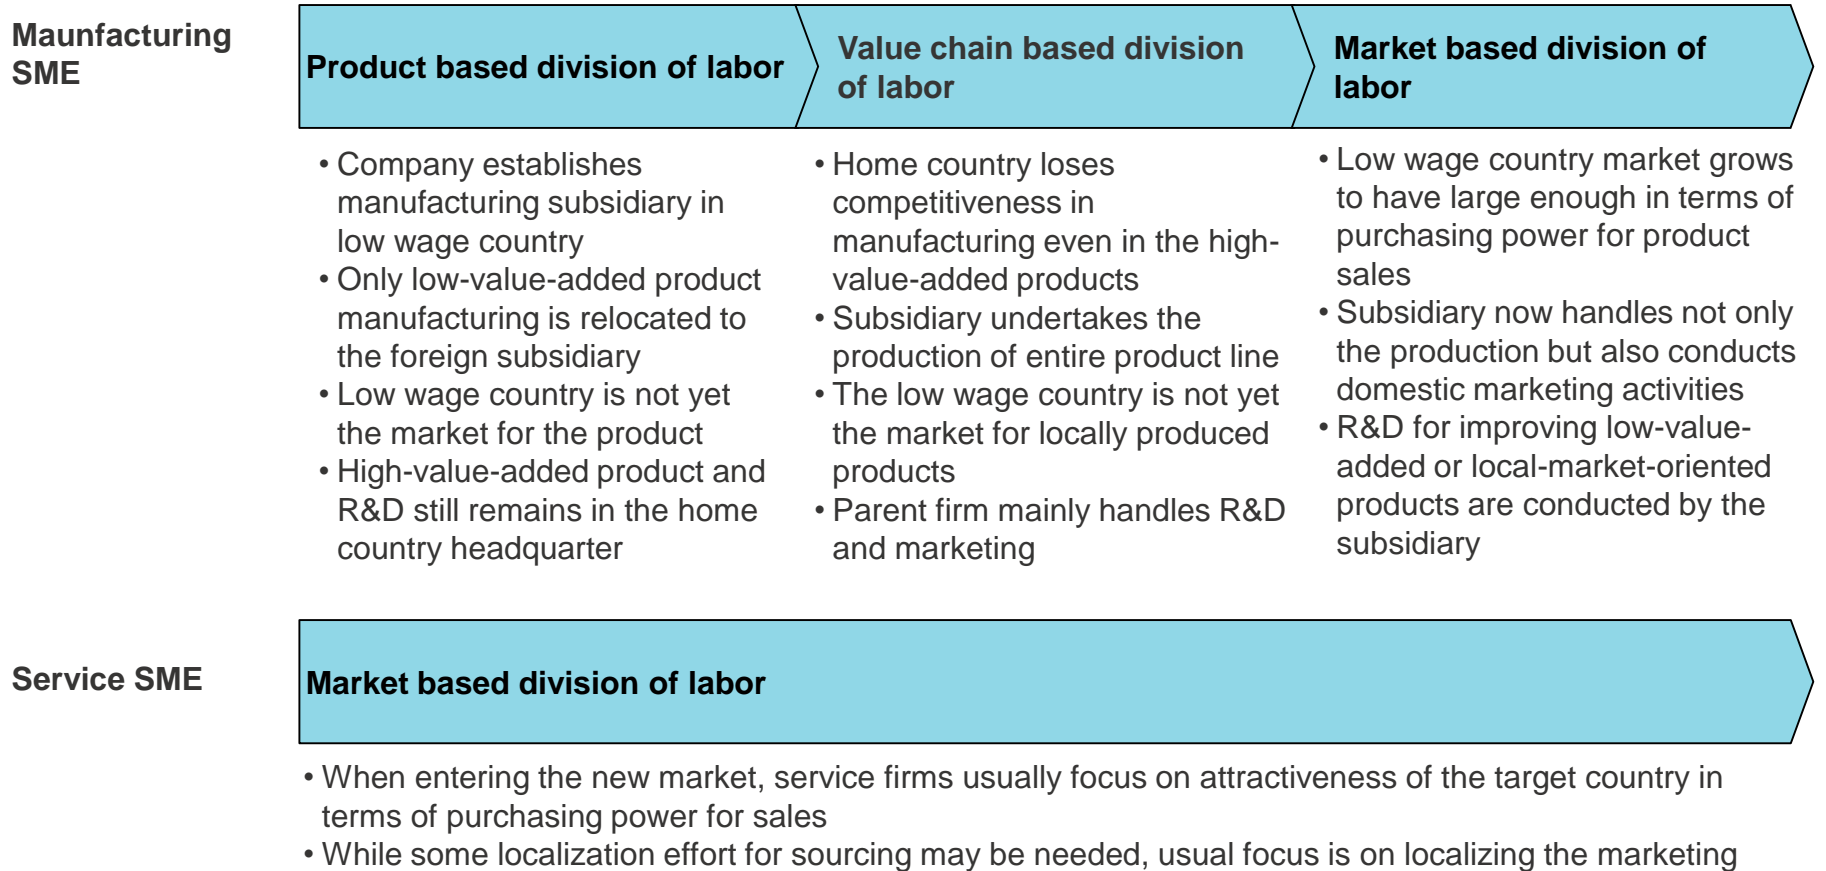 Maunfacturing
SME
Product based division of labor
Value chain based division
of labor
Market based division of
labor
• Company establishes
manufacturing subsidiary in
low wage country
• Only low-value-added product
manufacturing is relocated to
the foreign subsidiary
• Low wage country is not yet
the market for the product
• High-value-added product and
R&D still remains in the home
country headquarter
• Home country loses
competitiveness in
manufacturing even in the high-
value-added products
• Subsidiary undertakes the
production of entire product line
• The low wage country is not yet
the market for locally produced
products
• Parent firm mainly handles R&D
and marketing
• Low wage country market grows
to have large enough in terms of
purchasing power for product
sales
• Subsidiary now handles not only
the production but also conducts
domestic marketing activities
• R&D for improving low-value-
added or local-market-oriented
products are conducted by the
subsidiary
Service SME
Market based division of labor
• When entering the new market, service firms usually focus on attractiveness of the target country in
terms of purchasing power for sales
• While some localization effort for sourcing may be needed, usual focus is on localizing the marketing